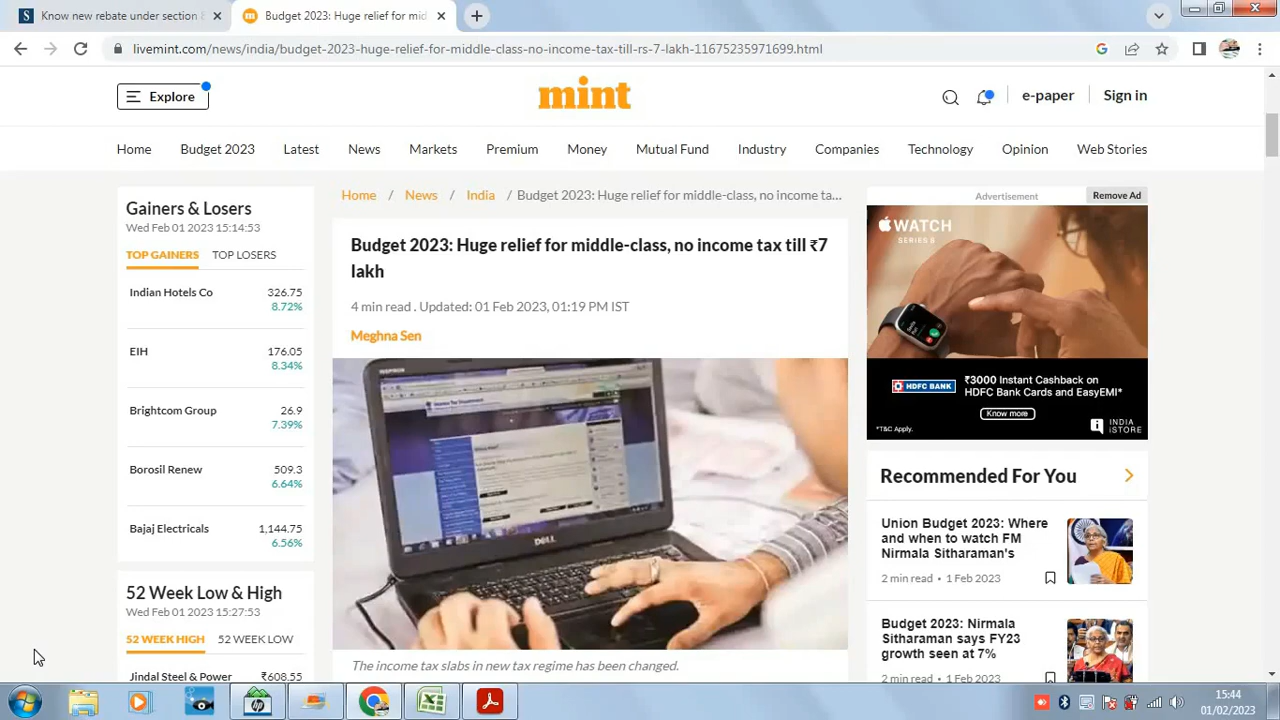 Know new rebate under section 8
Budget 2023: Huge relief for mid
livemint.com/news/india/budget-2023-huge-relief-for-middle-class-no-income-tax-till-rs-7-lakh-11675235971699.html
Explore
mint
e-paper
Sign in
Home Budget 2023 Latest News Markets Premium Money Mutual Fund Industry Companies Technology Opinion Web Stories
Gainers & Losers
Wed Feb 01 2023 15:14:53
TOP GAINERS TOP LOSERS
Indian Hotels Co 326.75
8.72%
EIH 176.05
8.34%
Brightcom Group 26.9
7.39%
Borosil Renew 509.3
6.64%
Bajaj Electricals 1,144.75
6.56%
52 Week Low & High
Wed Feb 01 2023 15:27:53
52 WEEK HIGH 52 WEEK LOW
Jindal Steel & Power ₹608.55
Home / News / India / Budget 2023: Huge relief for middle-class, no income ta...
Budget 2023: Huge relief for middle-class, no income tax till ₹7
lakh
4 min read . Updated: 01 Feb 2023, 01:19 PM IST
Meghna Sen
INSPIRON
DELL
The income tax slabs in new tax regime has been changed.
Advertisement
Remove Ad
WATCH
SERIES 8
HDFC BANK
₹3000 Instant Cashback on
HDFC Bank Cards and EasyEMI*
Know more
*T&C Apply.
INDIA
iSTORE
Recommended For You
Union Budget 2023: Where
and when to watch FM
Nirmala Sitharaman's
2 min read • 1 Feb 2023
Budget 2023: Nirmala
Sitharaman says FY23
growth seen at 7%
2 min read • 1 Feb 2023
15:44
01/02/2023